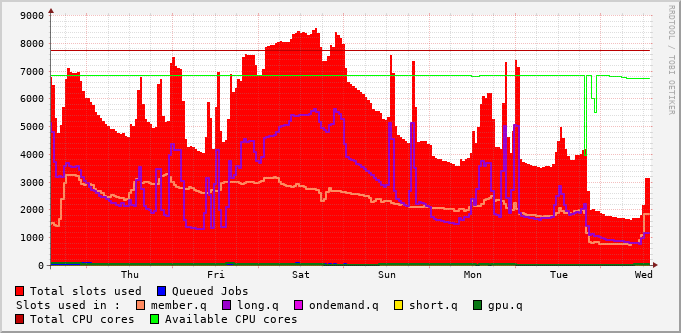 9000
8000
7000
6000
5000
4000
3000
2000
1000
0
Thu Fri Sat Sun Mon Tue Wed
RRDTOOL / TOBI OETIKER
Total slots used Queued Jobs
Slots used in : member.q long.q ondemand.q short.q gpu.q
Total CPU cores Available CPU cores